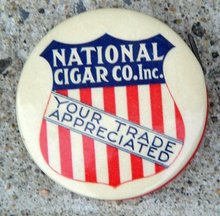 NATIONAL
CIGAR CO. Inc.
YOUR TRADE
APPRECIATED